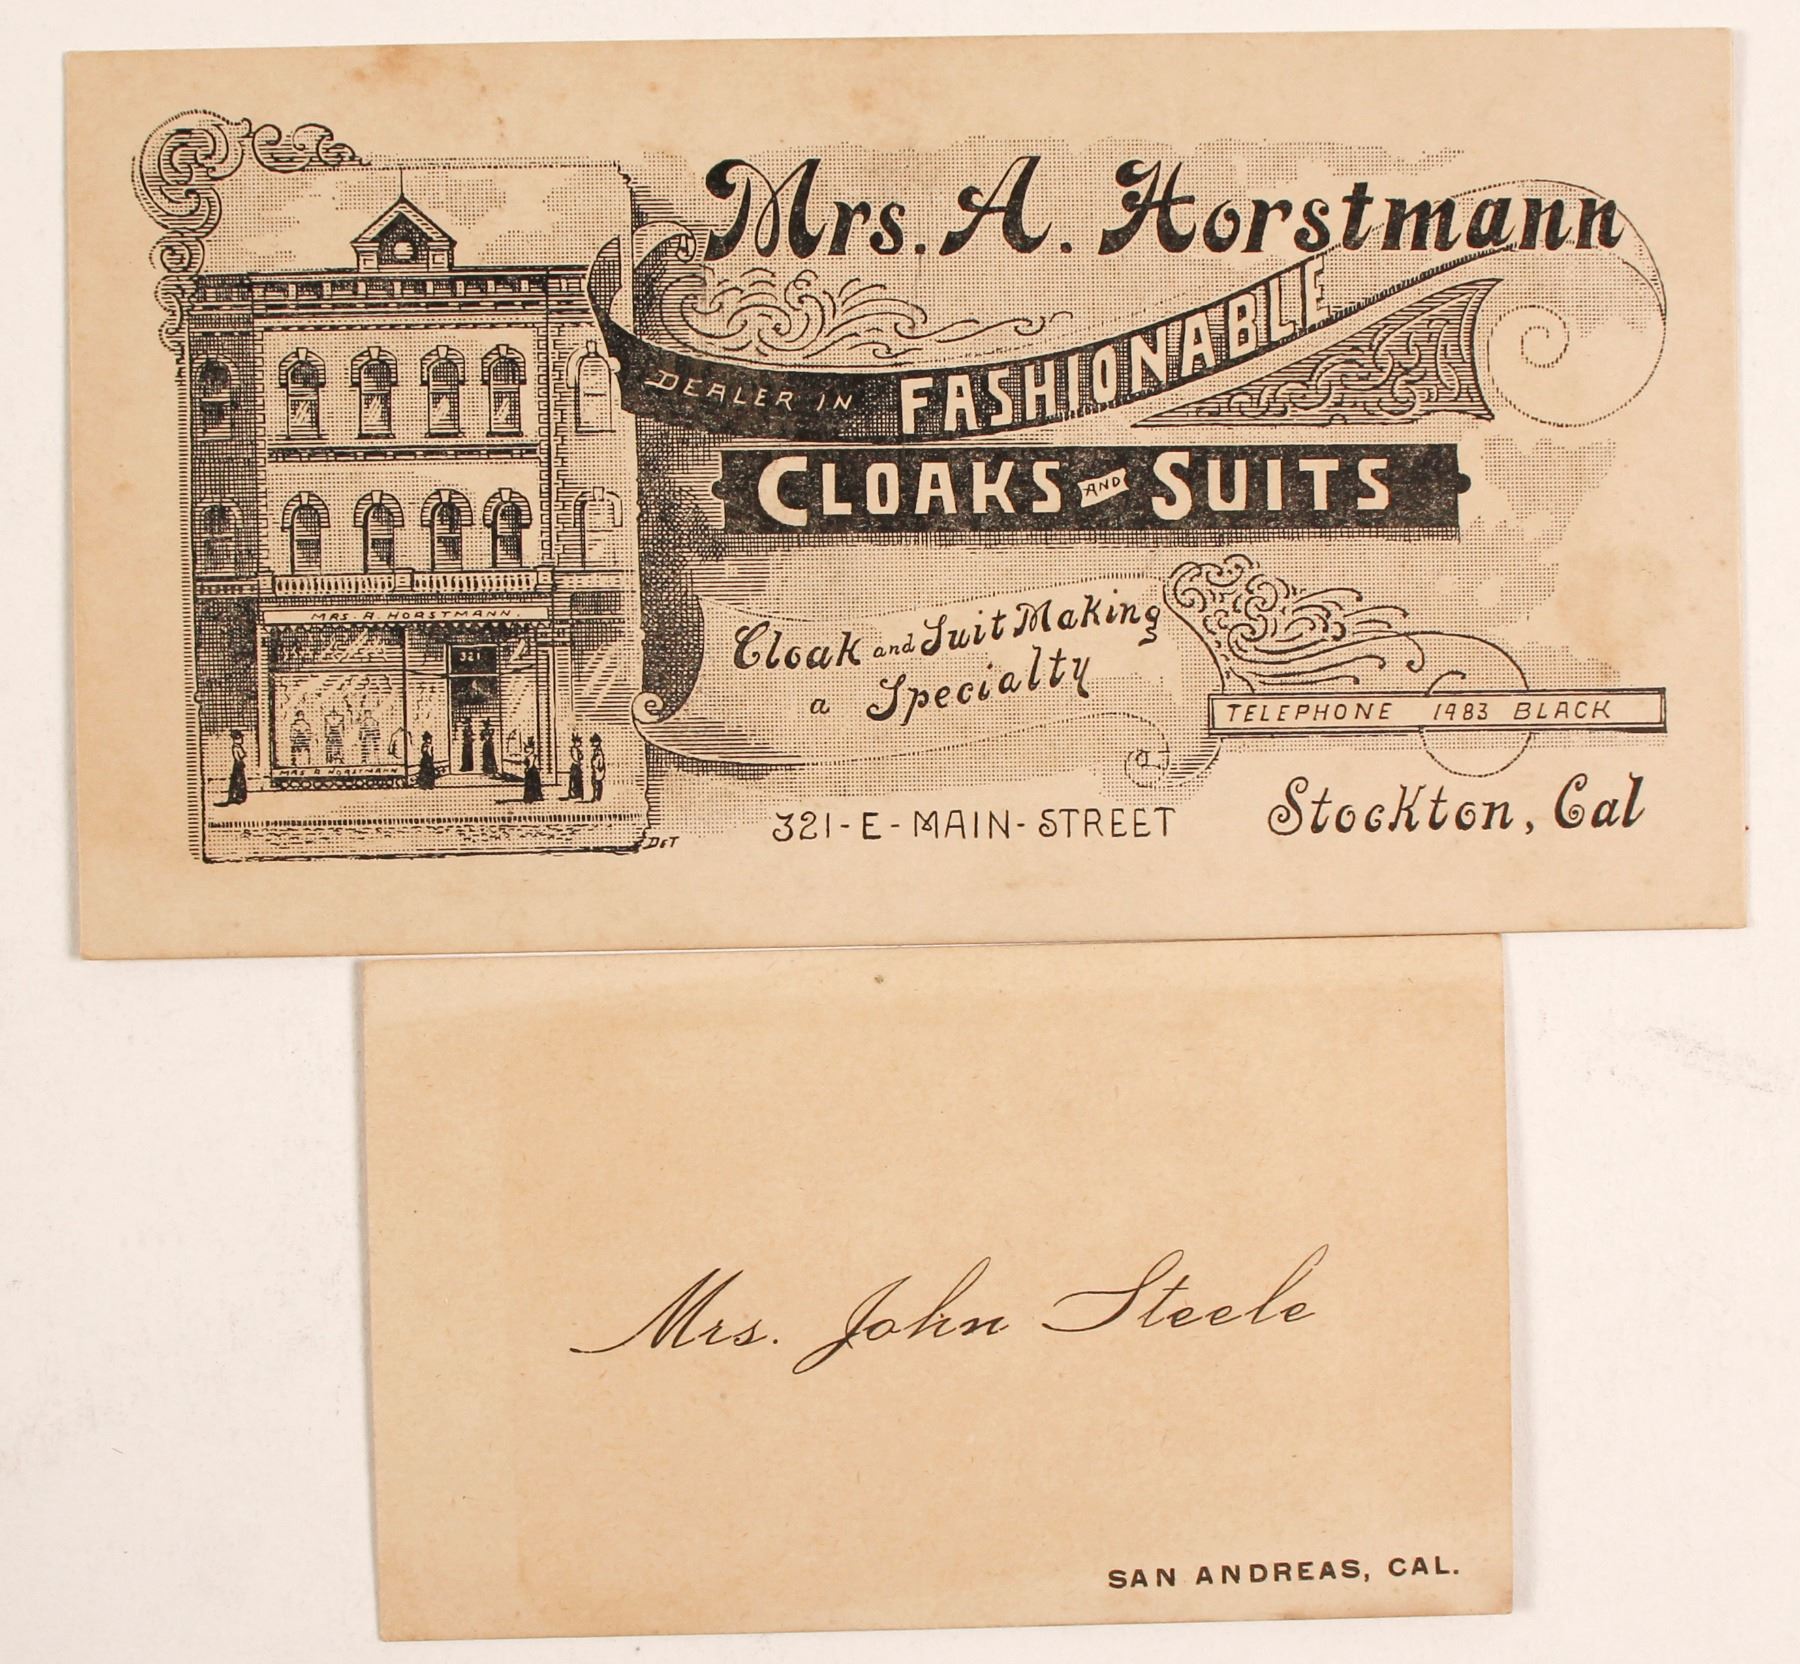 Mrs. A. Horstmann
DEALER IN FASHIONABLE
CLOAKS AND SUITS
Cloak and Suit Making
a Specialty
TELEPHONE 1983 BLACK
321-E-MAIN-STREET
Stockton, Cal
MRS A HORSTMANN.
321
MRS A HORSTMANN
DET
Mrs. John Steele
SAN ANDREAS, CAL.